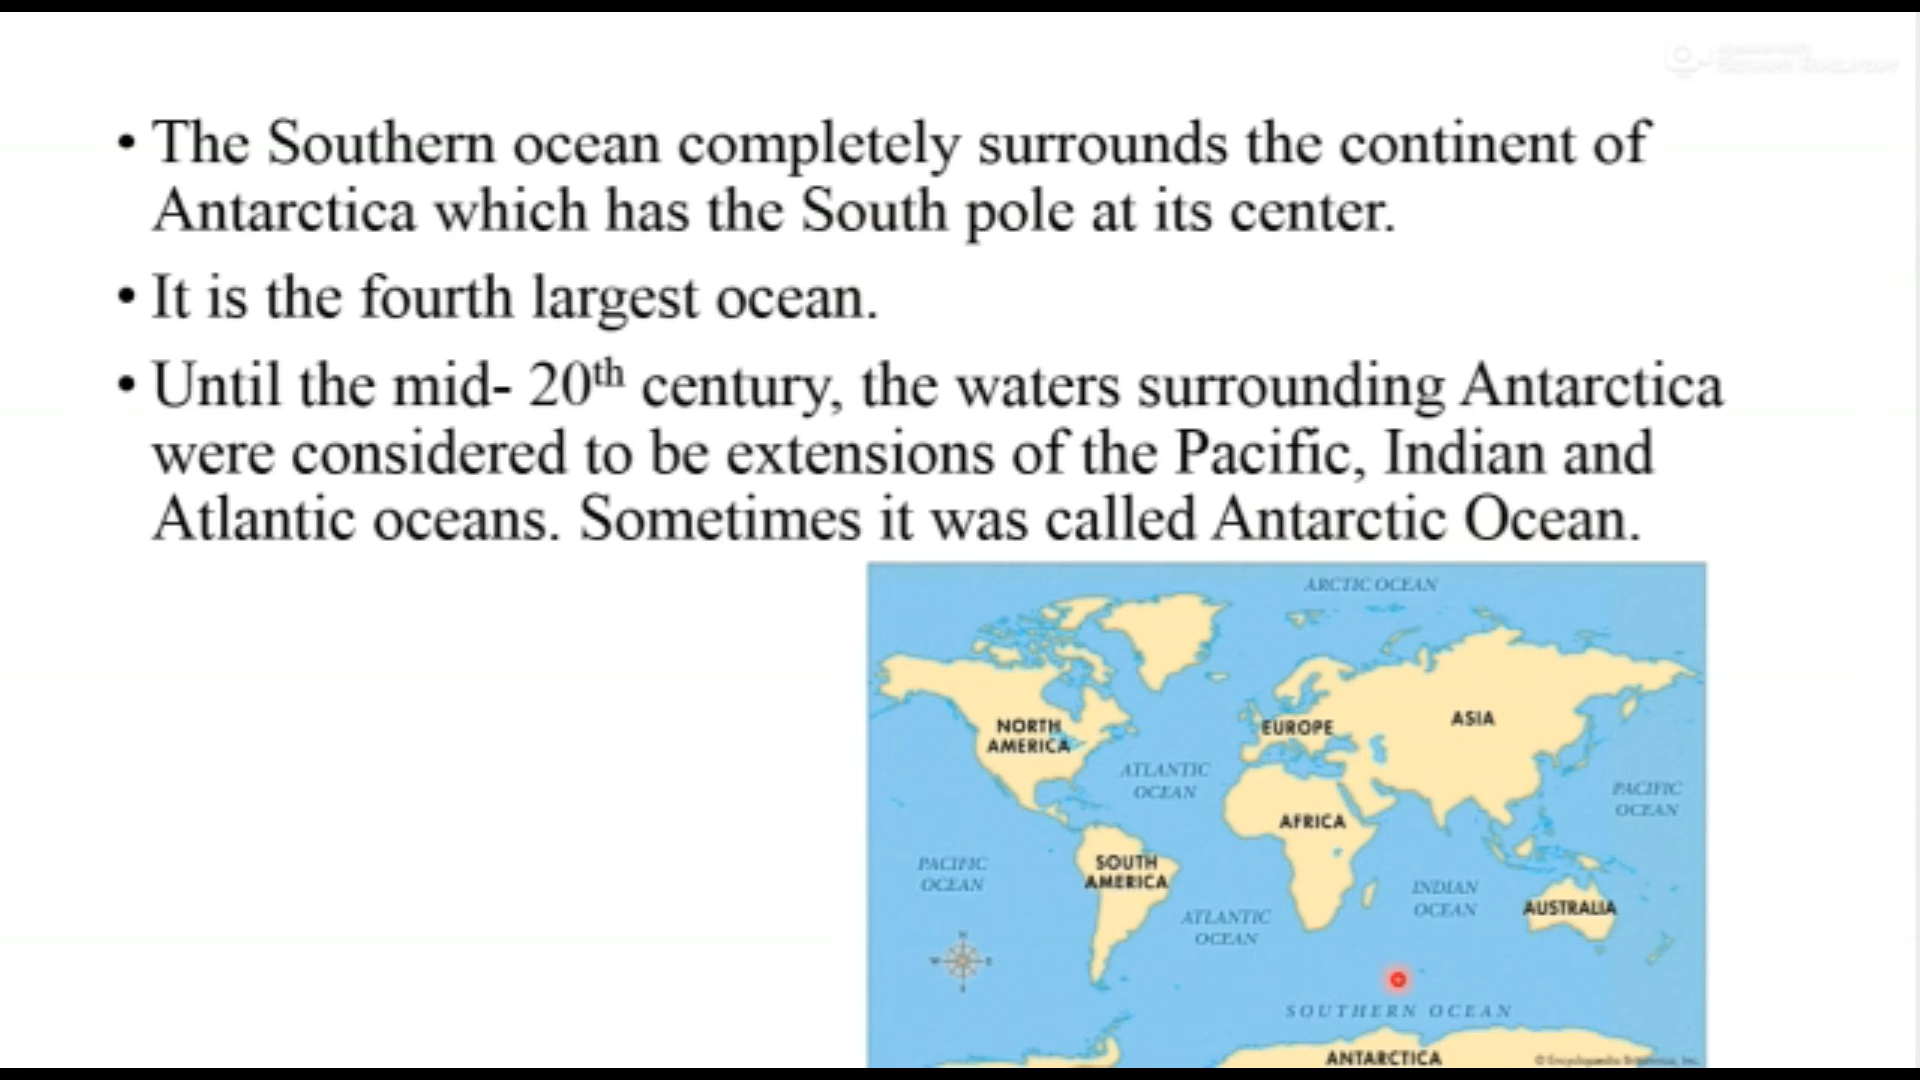 • The Southern ocean completely surrounds the continent of
Antarctica which has the South pole at its center.
• It is the fourth largest ocean.
• Until the mid- 20th century, the waters surrounding Antarctica
were considered to be extensions of the Pacific, Indian and
Atlantic oceans. Sometimes it was called Antarctic Ocean.
ARCTIC OCEAN
NORTH
AMERICA
EUROPE
ASIA
ATLANTIC
OCEAN
PACIFIC
OCEAN
AFRICA
SOUTH
AMERICA
PACIFIC
OCEAN
INDIAN
OCEAN
AUSTRALIA
ATLANTIC
OCEAN
SOUTHERN OCEAN
ANTARCTICA
© Encyclopædia Britannica, Inc.